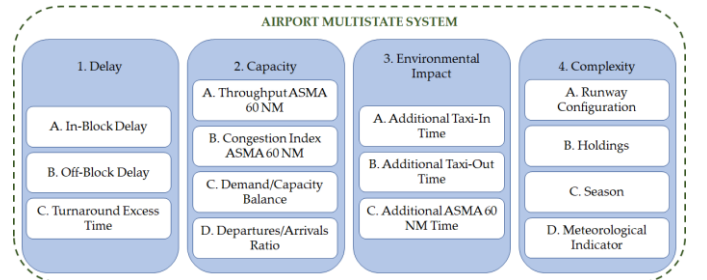 AIRPORT MULTISTATE SYSTEM
1. Delay
A. In-Block Delay
B. Off-Block Delay
C. Turnaround Excess
Time
2. Capacity
A. Throughput ASMA
60 NM
B. Congestion Index
ASMA 60 NM
C. Demand/Capacity
Balance
D. Departures/Arrivals
Ratio
3. Environmental
Impact
A. Additional Taxi-In
Time
B. Additional Taxi-Out
Time
C. Additional ASMA 60
NM Time
4. Complexity
A. Runway
Configuration
B. Holdings
C. Season
D. Meteorological
Indicator